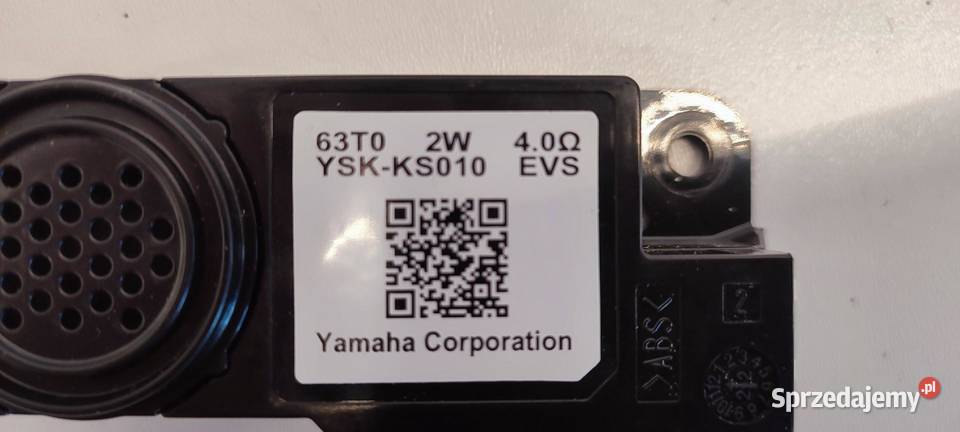 63T0 2W 4.0Ω
YSK-KS010 EVS
Yamaha Corporation
>ABS<
2
Sprzedajemy.pl